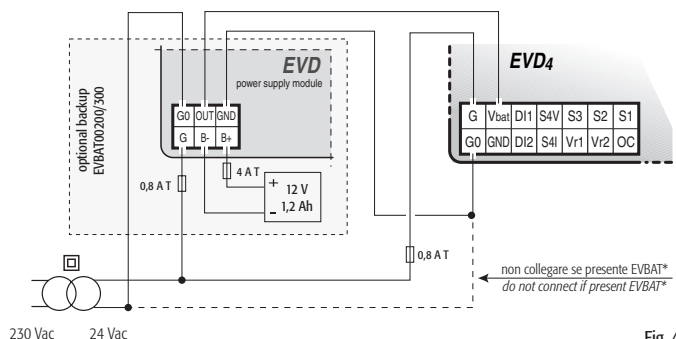 EVD
power supply module
optional backup
EVBAT00200/300
G0 OUT GND
G B- B+
0,8 A T
4 A T
+ 12 V
- 1,2 Ah
EVD4
G Vbat DI1 S4V S3 S2 S1
G0 GND DI2 S4I Vr1 Vr2 OC
0,8 A T
non collegare se presente EVBAT*
do not connect if present EVBAT*
230 Vac 24 Vac